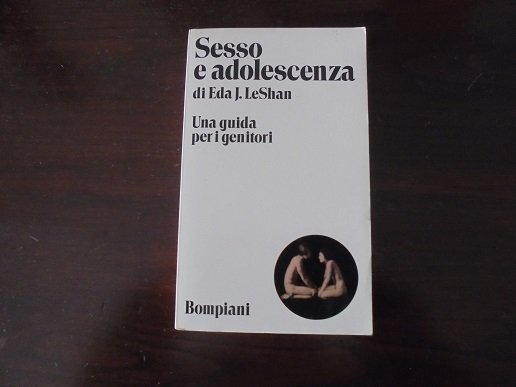 Sesso
e adolescenza
di Eda J. LeShan
Una guida
per i genitori
Bompiani